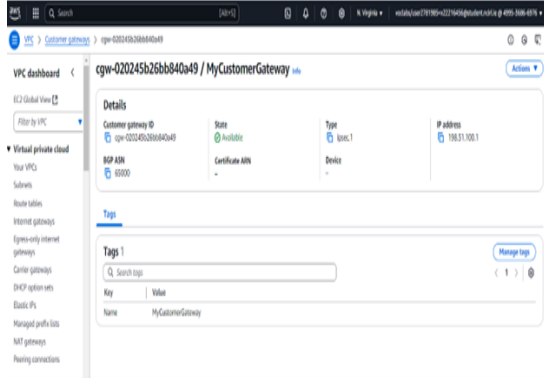 aws Search [Alt+S] N. Virginia
VPC > Customer gateways > cgw-020245b26bb840a49
VPC dashboard
EC2 Global View
Filter by VPC
Virtual private cloud
Your VPCs
Subnets
Route tables
Internet gateways
Egress-only internet
gateways
Carrier gateways
DHCP option sets
Elastic IPs
Managed prefix lists
NAT gateways
Peering connections
cgw-020245b26bb840a49 / MyCustomerGateway Info
Actions
Details
Customer gateway ID
cgw-020245b26bb840a49
State
Available
Type
ipsec.1
IP address
198.51.100.1
BGP ASN
65000
Certificate ARN
-
Device
-
Tags
Tags 1
Manage tags
Search tags
1
Key Value
Name MyCustomerGateway